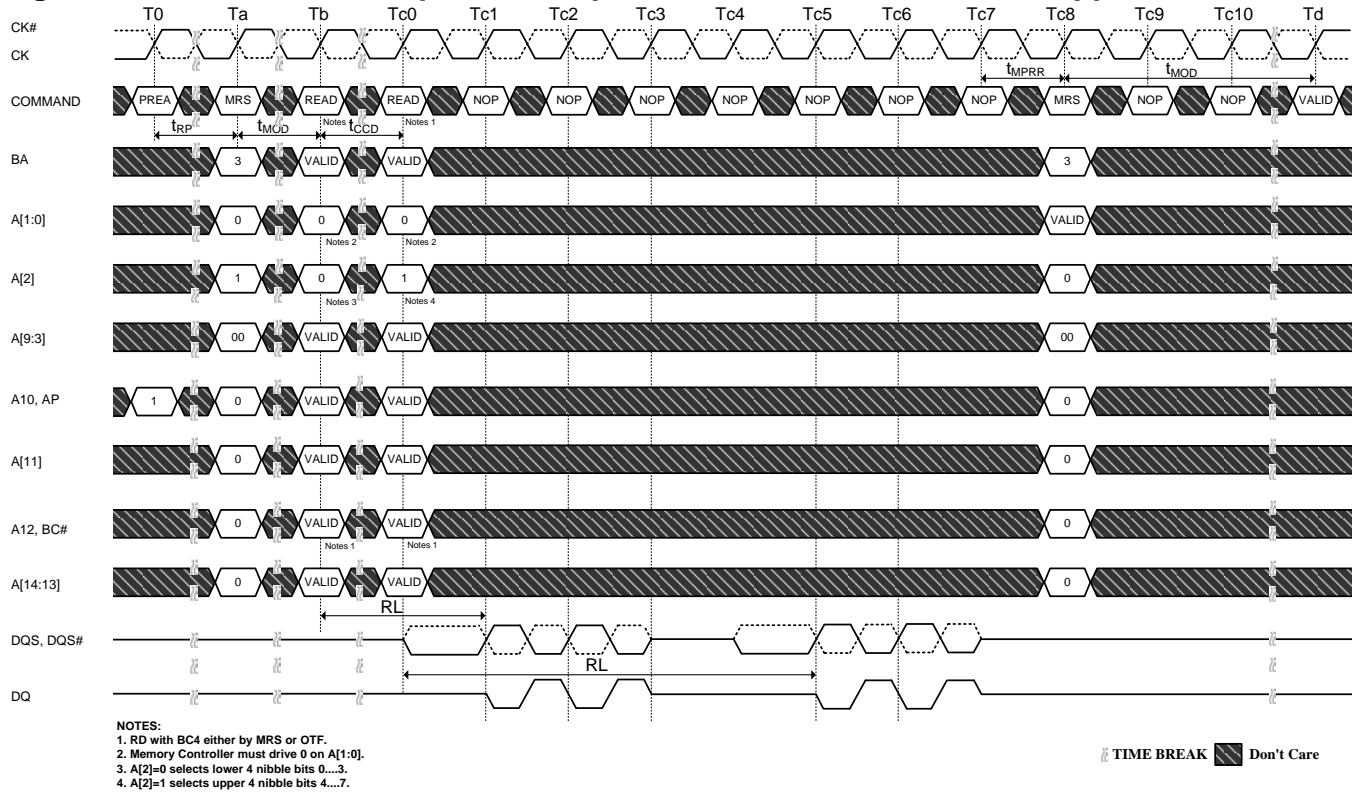 T0 Ta Tb Tc0 Tc1 Tc2 Tc3 Tc4 Tc5 Tc6 Tc7 Tc8 Tc9 Tc10 Td
CK#
CK
tMPRR tMOD
COMMAND PREA MRS READ READ NOP NOP NOP NOP NOP NOP NOP MRS NOP NOP VALID
Notes 1 Notes 1
tRP tMOD tCCD
BA 3 VALID VALID 3
A[1:0] 0 0 0 VALID
Notes 2 Notes 2
A[2] 1 0 1 0
Notes 3 Notes 4
A[9:3] 00 VALID VALID 00
A10, AP 1 0 VALID VALID 0
A[11] 0 VALID VALID 0
A12, BC# 0 VALID VALID 0
Notes 1 Notes 1
A[14:13] 0 VALID VALID 0
RL
DQS, DQS#
RL
DQ
NOTES:
1. RD with BC4 either by MRS or OTF.
2. Memory Controller must drive 0 on A[1:0].
3. A[2]=0 selects lower 4 nibble bits 0....3.
4. A[2]=1 selects upper 4 nibble bits 4....7.
TIME BREAK Don't Care